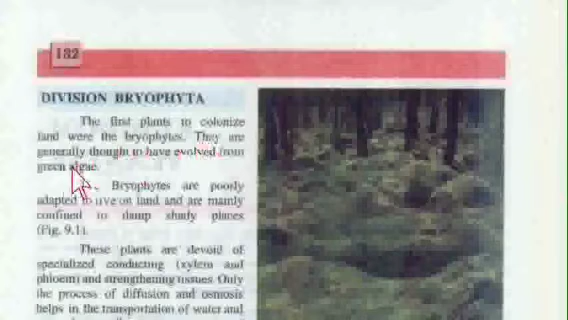 132
DIVISION BRYOPHYTA
The first plants to colonize
land were the bryophytes. They are
generally thought to have evolved from
green algae.
Bryophytes are poorly
adapted to live on land and are mainly
confined to damp shady places
(Fig. 9.1).
These plants are devoid of
specialized conducting (xylem and
phloem) and strengthening tissues. Only
the process of diffusion and osmosis
helps in the transportation of water and